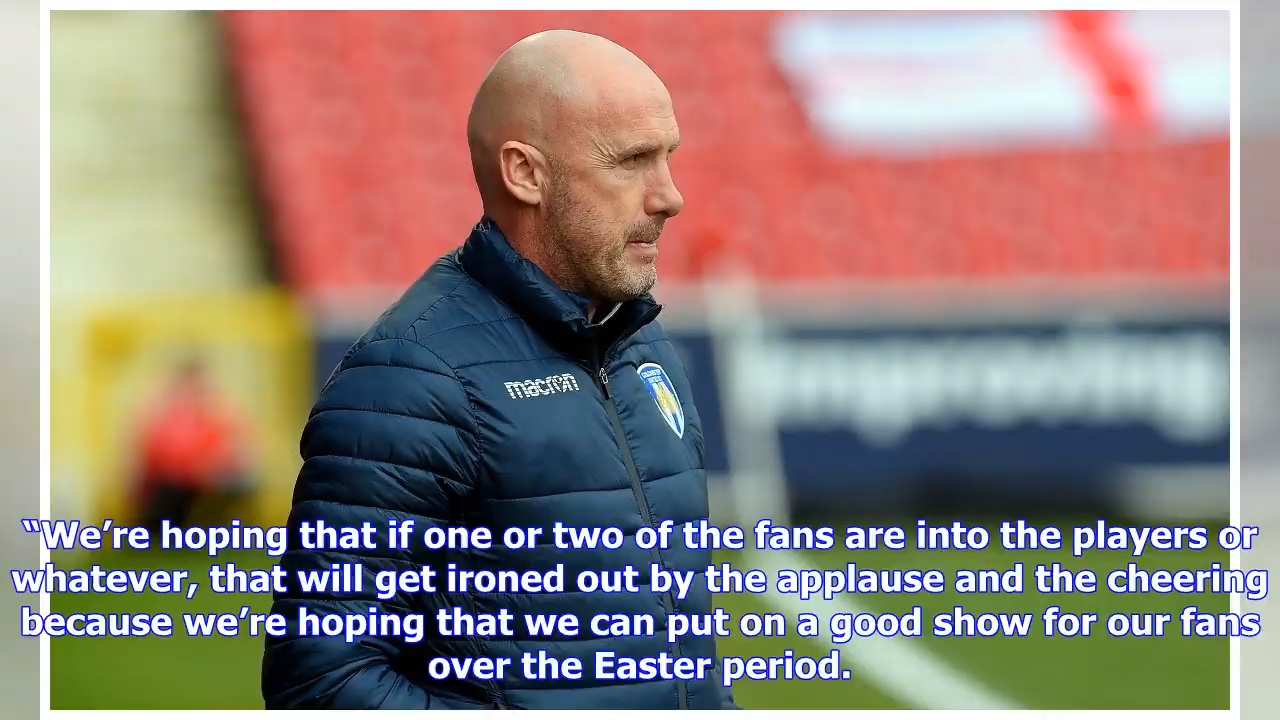 macron
“We’re hoping that if one or two of the fans are into the players or
whatever, that will get ironed out by the applause and the cheering
because we’re hoping that we can put on a good show for our fans
over the Easter period.